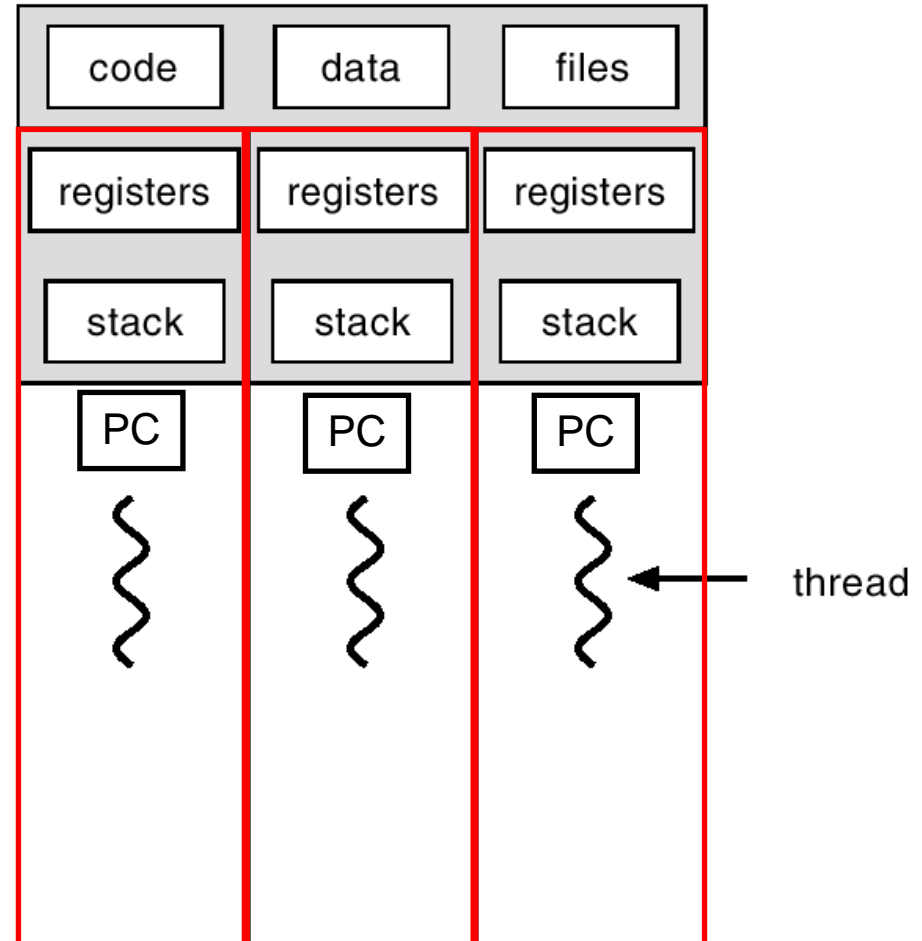 code data files
registers registers registers
stack stack stack
PC PC PC
thread